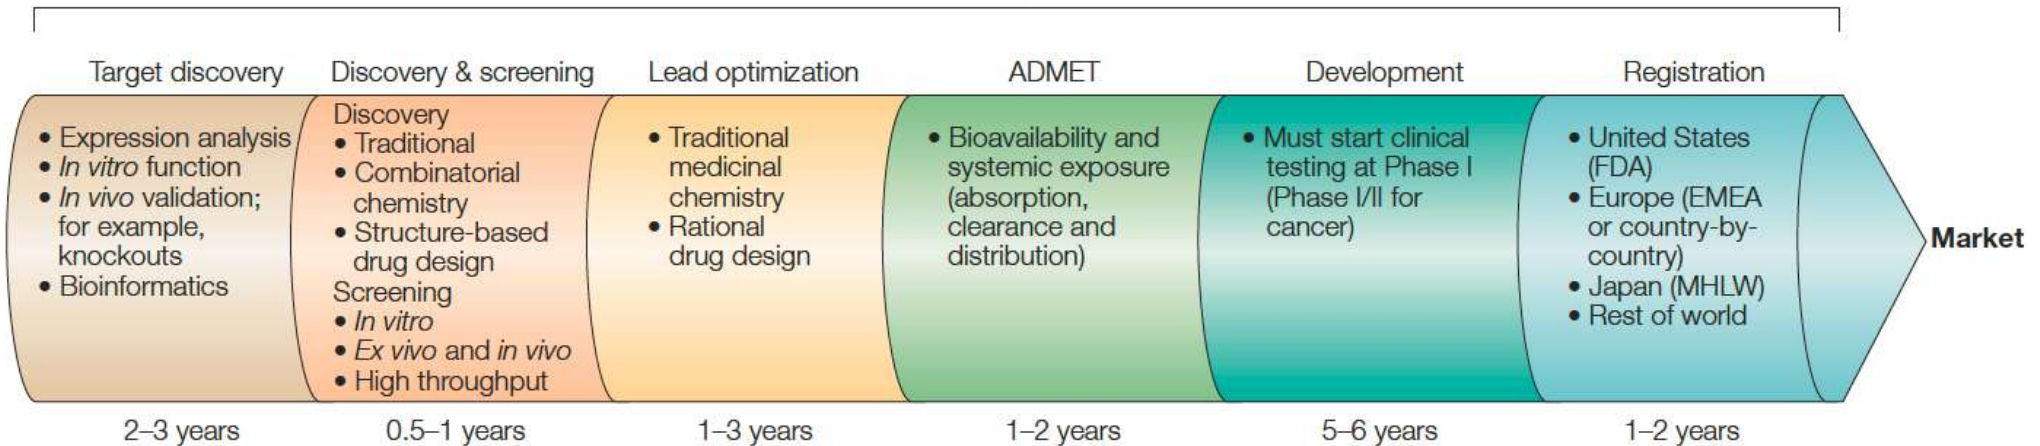 Target discovery
Discovery & screening
Lead optimization
ADMET
Development
Registration
• Expression analysis
• In vitro function
• In vivo validation;
for example,
knockouts
• Bioinformatics
Discovery
• Traditional
• Combinatorial
chemistry
• Structure-based
drug design
Screening
• In vitro
• Ex vivo and in vivo
• High throughput
• Traditional
medicinal
chemistry
• Rational
drug design
• Bioavailability and
systemic exposure
(absorption,
clearance and
distribution)
• Must start clinical
testing at Phase I
(Phase I/II for
cancer)
• United States
(FDA)
• Europe (EMEA
or country-by-
country)
• Japan (MHLW)
• Rest of world
Market
2–3 years
0.5–1 years
1–3 years
1–2 years
5–6 years
1–2 years